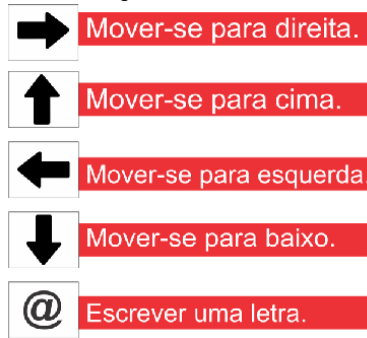 Mover-se para direita.
Mover-se para cima.
Mover-se para esquerda.
Mover-se para baixo.
@ Escrever uma letra.